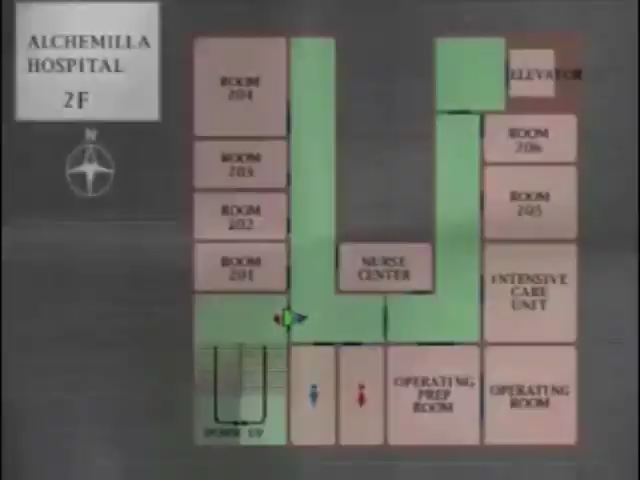 ALCHEMILLA
HOSPITAL
2F
N
ROOM
204
ROOM
203
ROOM
202
ROOM
201
NURSE
CENTER
ELEVATOR
ROOM
206
ROOM
205
INTENSIVE
CARE
UNIT
OPERATING
PREP
ROOM
OPERATING
ROOM
DOWN UP